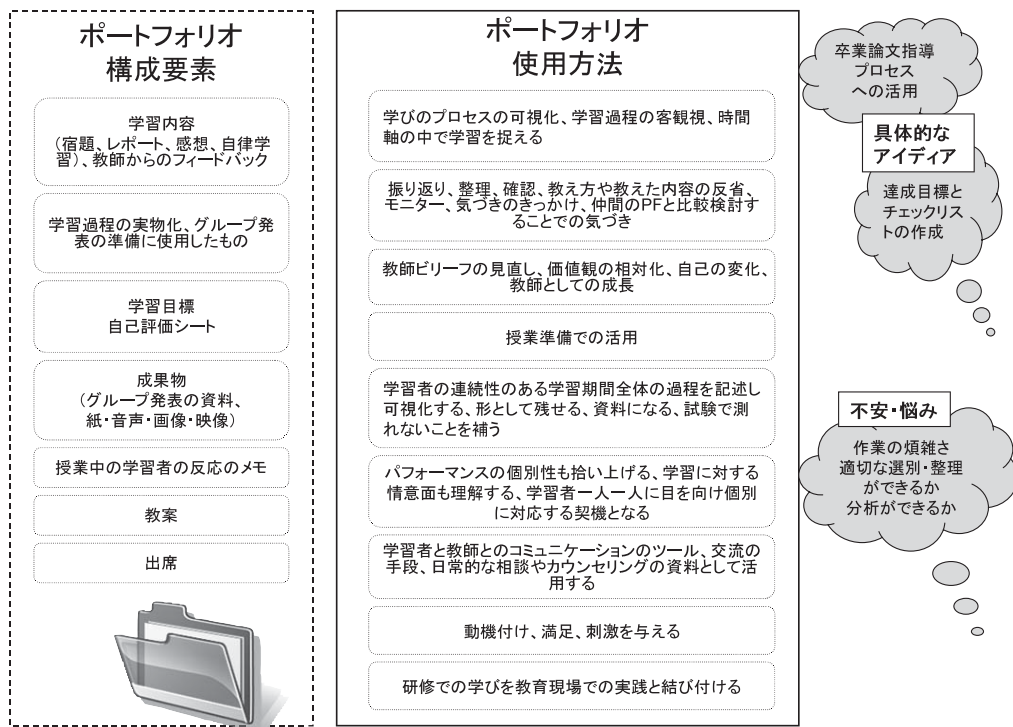 ポートフォリオ
構成要素
学習内容
(宿題、レポート、感想、自律学
習)、教師からのフィードバック
学習過程の実物化、グループ発
表の準備に使用したもの
学習目標
自己評価シート
成果物
(グループ発表の資料、
紙・音声・画像・映像)
授業中の学習者の反応のメモ
教案
出席
ポートフォリオ
使用方法
学びのプロセスの可視化、学習過程の客観視、時間
軸の中で学習を捉える
振り返り、整理、確認、教え方や教えた内容の反省、
モニター、気づきのきっかけ、仲間のPFと比較検討す
ることでの気づき
教師ビリーフの見直し、価値観の相対化、自己の変化、
教師としての成長
授業準備での活用
学習者の連続性のある学習期間全体の過程を記述し
可視化する、形として残せる、資料になる、試験で測
れないことを補う
パフォーマンスの個別性も拾い上げる、学習に対する
情意面も理解する、学習者一人一人に目を向け個別
に対応する契機となる
学習者と教師とのコミュニケーションのツール、交流の
手段、日常的な相談やカウンセリングの資料として活
用する
動機付け、満足、刺激を与える
研修での学びを教育現場での実践と結び付ける
卒業論文指導
プロセス
への活用
具体的な
アイディア
達成目標と
チェックリス
トの作成
不安・悩み
作業の煩雑さ
適切な選別・整理
ができるか
分析ができるか